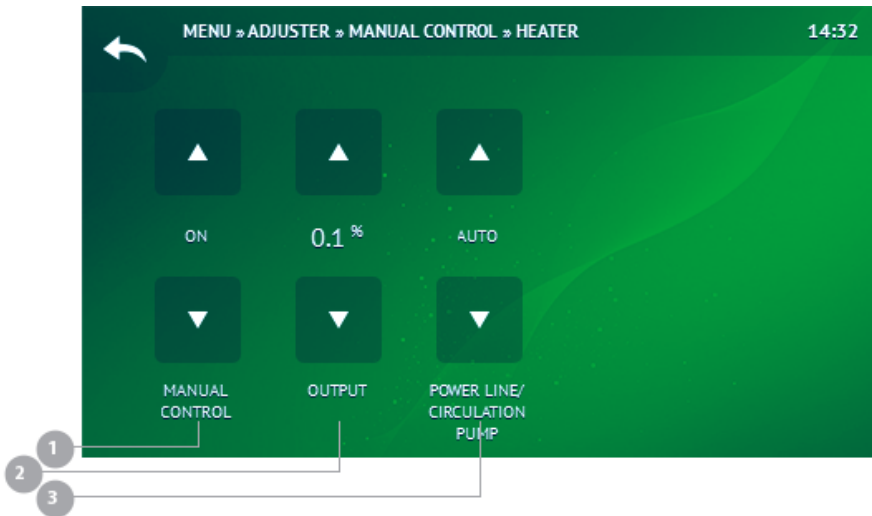 MENU » ADJUSTER » MANUAL CONTROL » HEATER 14:32
ON 0.1 % AUTO
MANUAL CONTROL
OUTPUT
POWER LINE/
CIRCULATION
PUMP
1
2
3